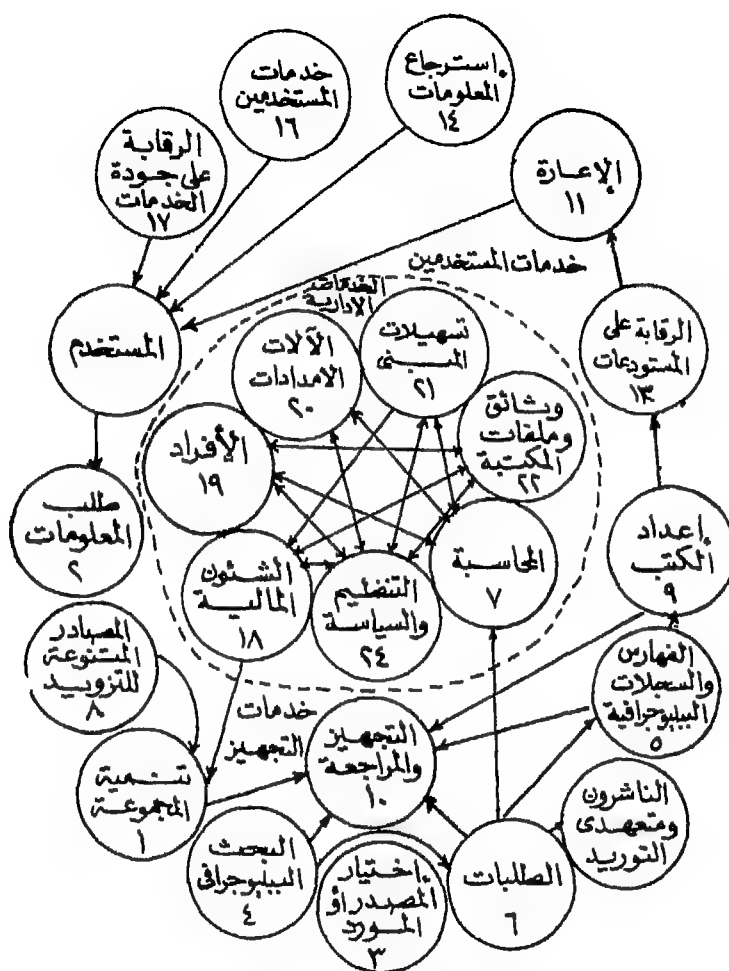 إسترجاع
المعلومات
١٤
خدمات
المستخدمين
١٦
الرقابة
على جودة
الخدمات
١٧
الإعارة
١١
خدمات المستخدمين
الخدمات
الادارية
المستخدم
الآلات
الامدادات
٢٠
تسهيلات
المبنى
٢١
الرقابة على
المستودعات
١٣
وثائق
وملفات
المكتبة
٢٢
الأفراد
١٩
طلب
المعلومات
٢
إعداد
الكتب
٩
المحاسبة
٧
الشئون
المالية
١٨
التنظيم
والسياسة
٢٤
المصادر
المتنوعة
للتزويد
٨
الفهارس
والسجلات
الببليوجرافية
٥
خدمات
التجهيز
التجهيز
والمراجعة
١٠
تنمية
المجموعة
١
الناشرون
ومتعهدى
التوريد
البحث
الببليوجرافى
٤
إختيار
المصدر أو
المورد
٣
الطلبات
٦